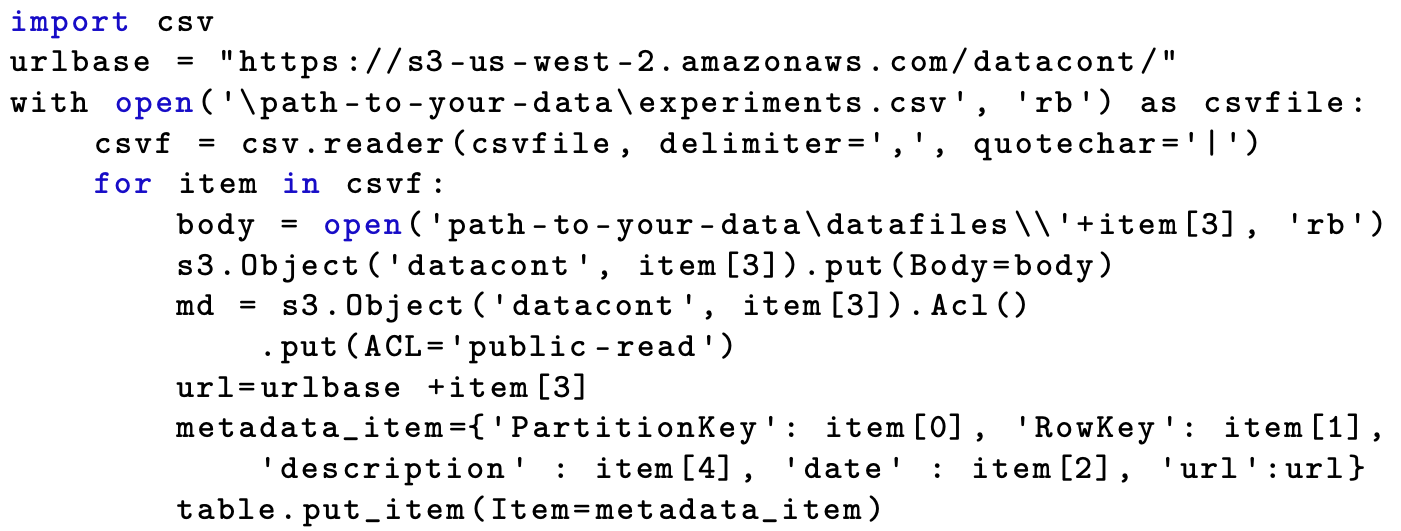 import csv
urlbase = "https://s3-us-west-2.amazonaws.com/datacont/"
with open('\path-to-your-data\experiments.csv', 'rb') as csvfile:
    csvf = csv.reader(csvfile, delimiter=',', quotechar='|')
    for item in csvf:
        body = open('path-to-your-data\datafiles\\'+item[3], 'rb')
        s3.Object('datacont', item[3]).put(Body=body)
        md = s3.Object('datacont', item[3]).Acl()
            .put(ACL='public-read')
        url=urlbase +item[3]
        metadata_item={'PartitionKey': item[0], 'RowKey': item[1],
            'description' : item[4], 'date' : item[2], 'url':url}
        table.put_item(Item=metadata_item)